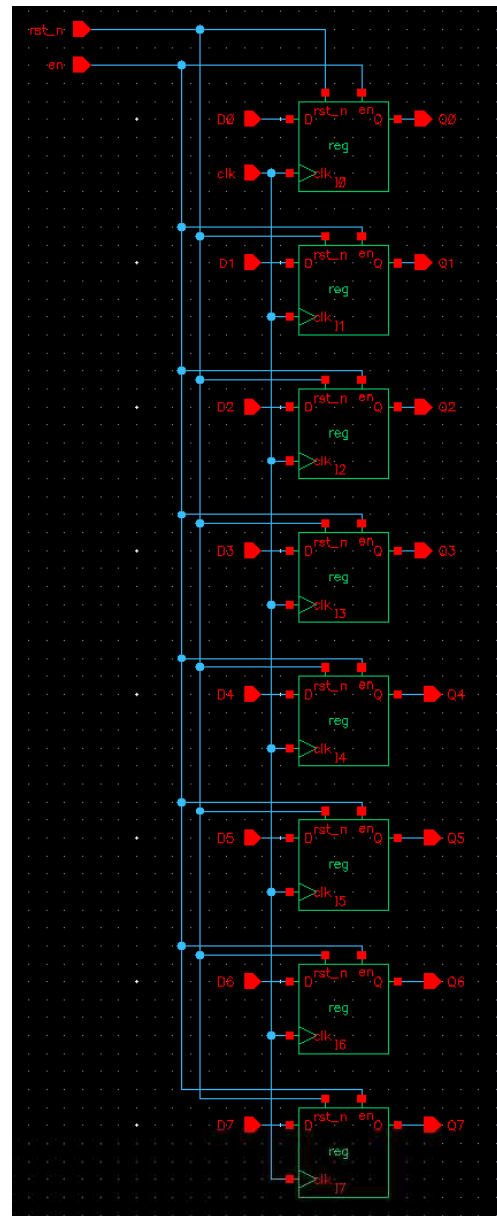 rst_n
en
D0 D rst_n en Q Q0
reg
clk clk
I0
D1 D rst_n en Q Q1
reg
clk
I1
D2 D rst_n en Q Q2
reg
clk
I2
D3 D rst_n en Q Q3
reg
clk
I3
D4 D rst_n en Q Q4
reg
clk
I4
D5 D rst_n en Q Q5
reg
clk
I5
D6 D rst_n en Q Q6
reg
clk
I6
D7 D rst_n en Q Q7
reg
clk
I7